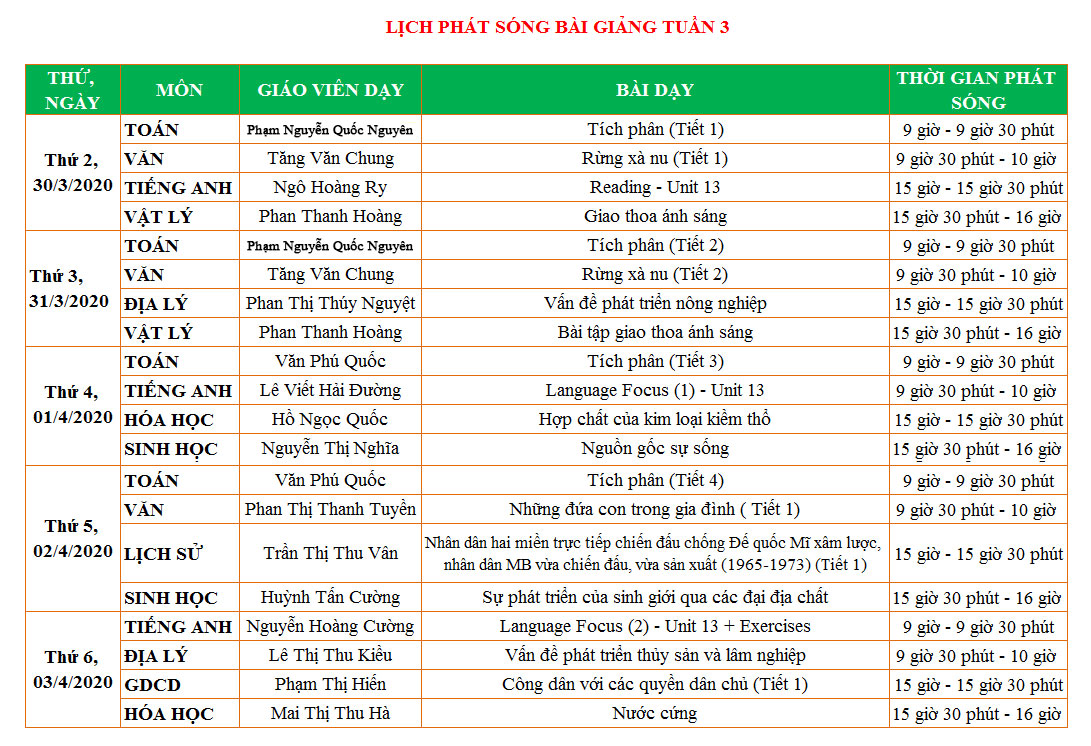 LỊCH PHÁT SÓNG BÀI GIẢNG TUẦN 3
THỨ, NGÀY MÔN GIÁO VIÊN DẠY BÀI DẠY THỜI GIAN PHÁT SÓNG
Thứ 2, 30/3/2020
TOÁN Phạm Nguyễn Quốc Nguyên Tích phân (Tiết 1) 9 giờ - 9 giờ 30 phút
VĂN Tăng Văn Chung Rừng xà nu (Tiết 1) 9 giờ 30 phút - 10 giờ
TIẾNG ANH Ngô Hoàng Ry Reading - Unit 13 15 giờ - 15 giờ 30 phút
VẬT LÝ Phan Thanh Hoàng Giao thoa ánh sáng 15 giờ 30 phút - 16 giờ
Thứ 3, 31/3/2020
TOÁN Phạm Nguyễn Quốc Nguyên Tích phân (Tiết 2) 9 giờ - 9 giờ 30 phút
VĂN Tăng Văn Chung Rừng xà nu (Tiết 2) 9 giờ 30 phút - 10 giờ
ĐỊA LÝ Phan Thị Thúy Nguyệt Vấn đề phát triển nông nghiệp 15 giờ - 15 giờ 30 phút
VẬT LÝ Phan Thanh Hoàng Bài tập giao thoa ánh sáng 15 giờ 30 phút - 16 giờ
Thứ 4, 01/4/2020
TOÁN Văn Phú Quốc Tích phân (Tiết 3) 9 giờ - 9 giờ 30 phút
TIẾNG ANH Lê Viết Hải Đường Language Focus (1) - Unit 13 9 giờ 30 phút - 10 giờ
HÓA HỌC Hồ Ngọc Quốc Hợp chất của kim loại kiềm thổ 15 giờ - 15 giờ 30 phút
SINH HỌC Nguyễn Thị Nghĩa Nguồn gốc sự sống 15 giờ 30 phút - 16 giờ
Thứ 5, 02/4/2020
TOÁN Văn Phú Quốc Tích phân (Tiết 4) 9 giờ - 9 giờ 30 phút
VĂN Phan Thị Thanh Tuyền Những đứa con trong gia đình ( Tiết 1) 9 giờ 30 phút - 10 giờ
LỊCH SỬ Trần Thị Thu Vân Nhân dân hai miền trực tiếp chiến đấu chống Đế quốc Mĩ xâm lược, 15 giờ - 15 giờ 30 phút
nhân dân MB vừa chiến đấu, vừa sản xuất (1965-1973) (Tiết 1)
SINH HỌC Huỳnh Tấn Cường Sự phát triển của sinh giới qua các đại địa chất 15 giờ 30 phút - 16 giờ
Thứ 6, 03/4/2020
TIẾNG ANH Nguyễn Hoàng Cường Language Focus (2) - Unit 13 + Exercises 9 giờ - 9 giờ 30 phút
ĐỊA LÝ Lê Thị Thu Kiều Vấn đề phát triển thủy sản và lâm nghiệp 9 giờ 30 phút - 10 giờ
GDCD Phạm Thị Hiến Công dân với các quyền dân chủ (Tiết 1) 15 giờ - 15 giờ 30 phút
HÓA HỌC Mai Thị Thu Hà Nước cứng 15 giờ 30 phút - 16 giờ